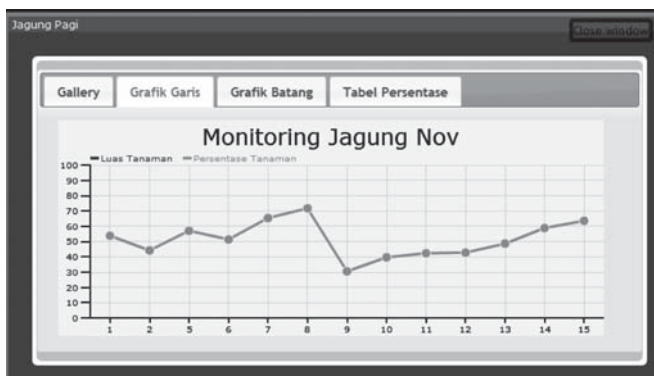 Jagung Pagi
Close window
Gallery Grafik Garis Grafik Batang Tabel Persentase
Monitoring Jagung Nov
Luas Tanaman Persentase Tanaman
100
90
80
70
60
50
40
30
20
10
0
1 2 5 6 7 8 9 10 11 12 13 14 15